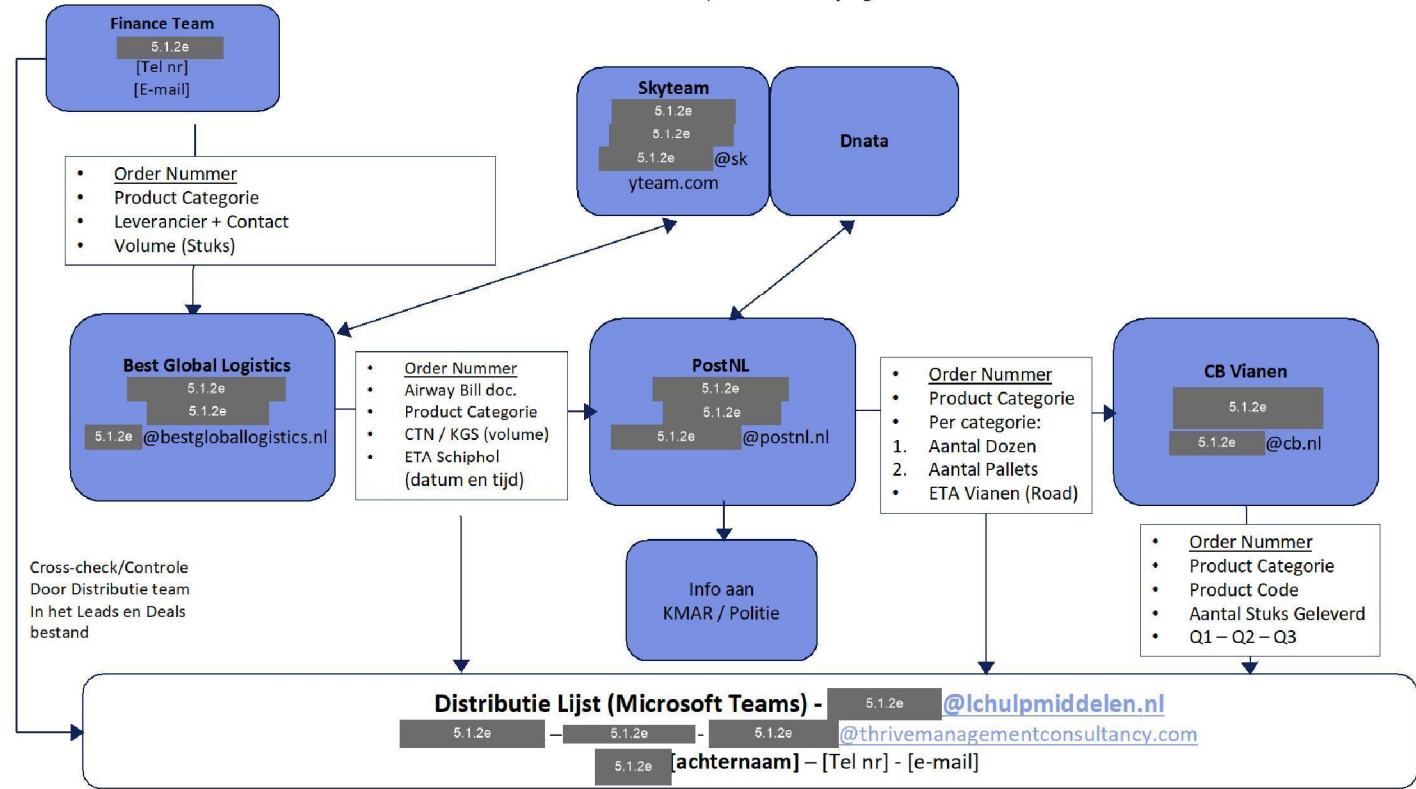 Finance Team
5.1.2e
[Tel nr]
[E-mail]
Skyteam
5.1.2e
5.1.2e
5.1.2e @sk
yteam.com
Dnata
• Order Nummer
• Product Categorie
• Leverancier + Contact
• Volume (Stuks)
Best Global Logistics
5.1.2e
5.1.2e
5.1.2e @bestgloballogistics.nl
• Order Nummer
• Airway Bill doc.
• Product Categorie
• CTN / KGS (volume)
• ETA Schiphol
(datum en tijd)
PostNL
5.1.2e
5.1.2e
5.1.2e @postnl.nl
• Order Nummer
• Product Categorie
• Per categorie:
1. Aantal Dozen
2. Aantal Pallets
• ETA Vianen (Road)
CB Vianen
5.1.2e
5.1.2e @cb.nl
Info aan
KMAR / Politie
• Order Nummer
• Product Categorie
• Product Code
• Aantal Stuks Geleverd
• Q1 – Q2 – Q3
Cross-check/Controle
Door Distributie team
In het Leads en Deals
bestand
Distributie Lijst (Microsoft Teams) - 5.1.2e @lchulpmiddelen.nl
5.1.2e – 5.1.2e - 5.1.2e @thrivemanagementconsultancy.com
5.1.2e [achternaam] – [Tel nr] - [e-mail]